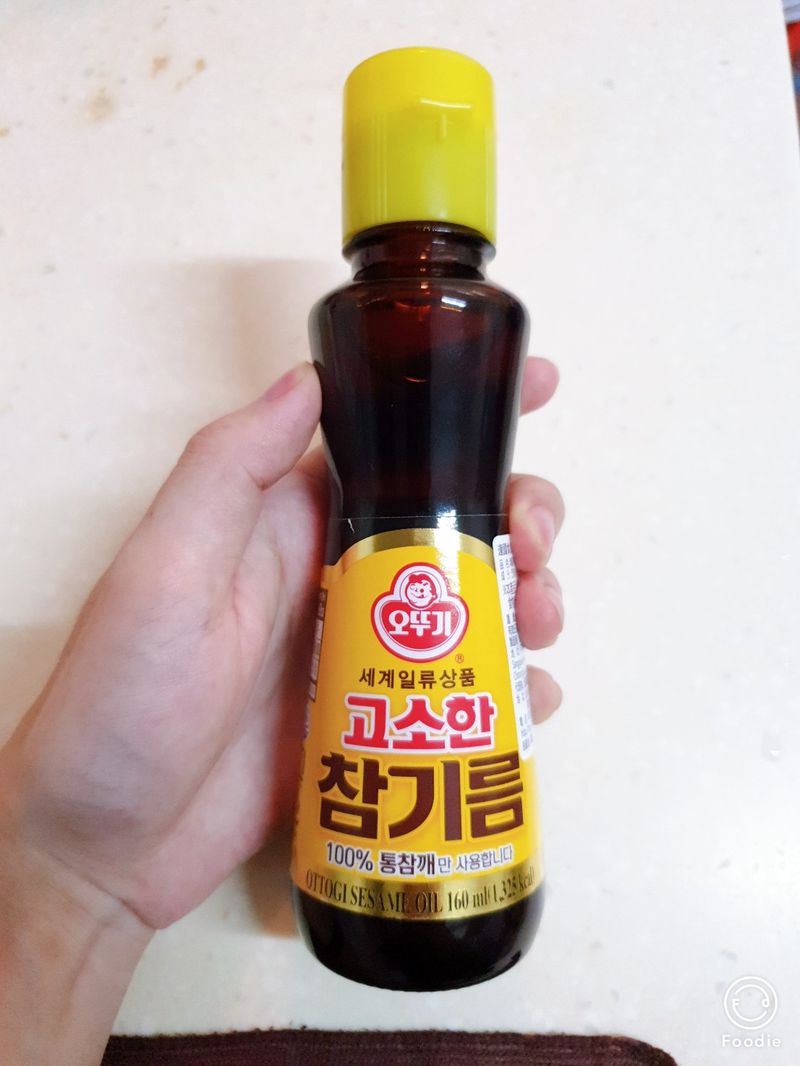 오뚜기
®
세계일류상품
고소한
참기름
100% 통참깨만 사용합니다
OTTOGI SESAME OIL 160 ml(1,325 kcal)
Foodie